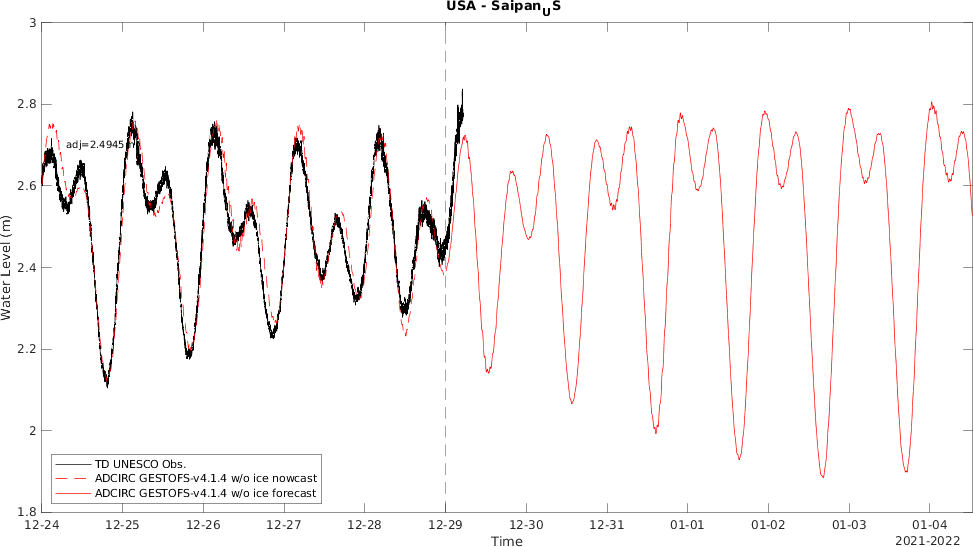 USA - Saipan_US
3
2.8
2.6
2.4
2.2
2
1.8
Water Level (m)
adj=2.4945
TD UNESCO Obs.
ADCIRC GESTOFS-v4.1.4 w/o ice nowcast
ADCIRC GESTOFS-v4.1.4 w/o ice forecast
12-24 12-25 12-26 12-27 12-28 12-29 12-30 12-31 01-01 01-02 01-03 01-04
Time
2021-2022